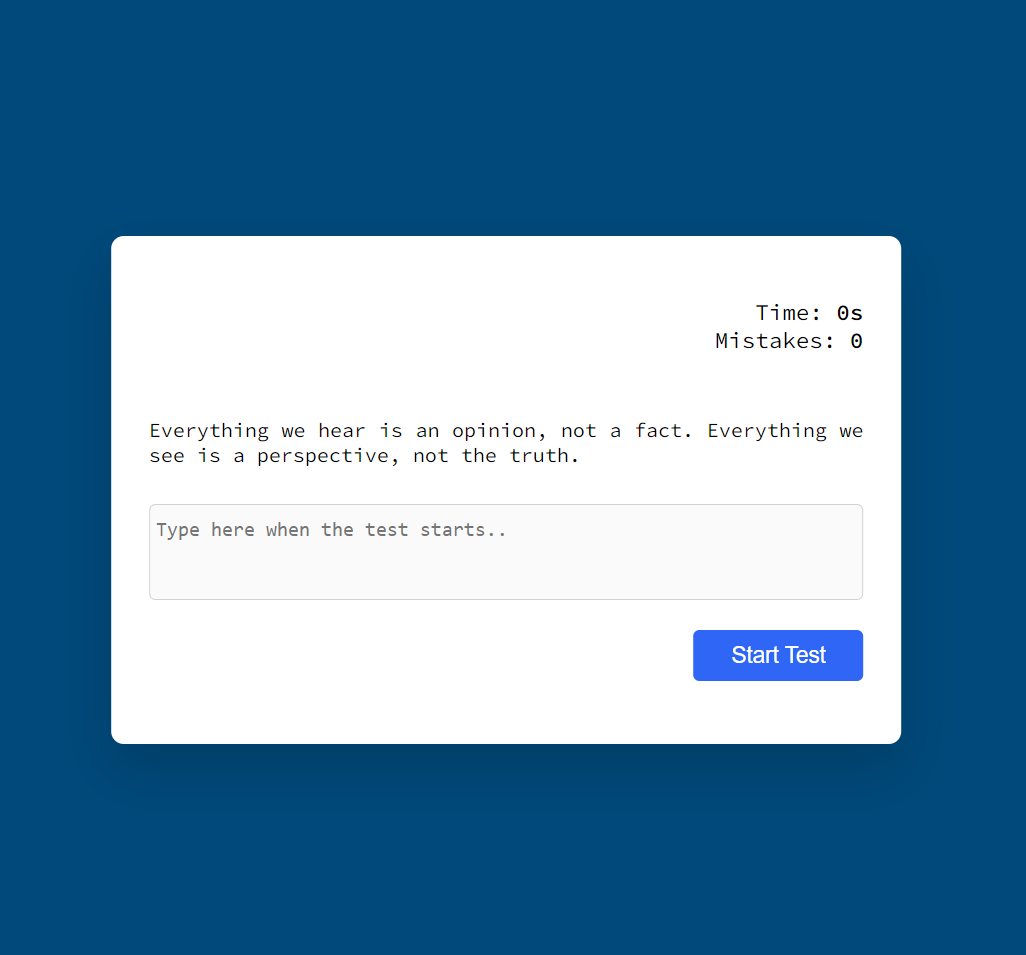 Time: 0s
Mistakes: 0
Everything we hear is an opinion, not a fact. Everything we
see is a perspective, not the truth.
Type here when the test starts..
Start Test